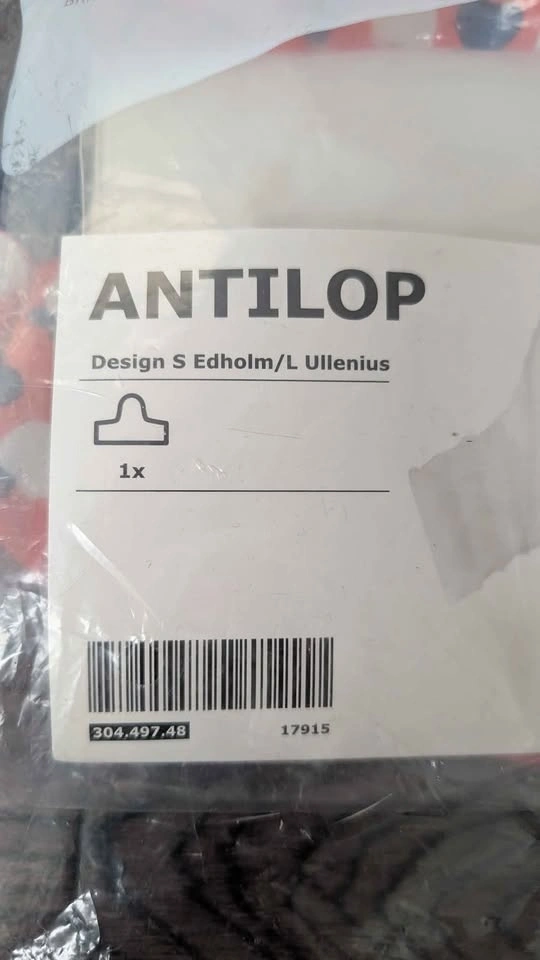 ANTILOP
Design S Edholm/L Ullenius
1x
304.497.48 17915